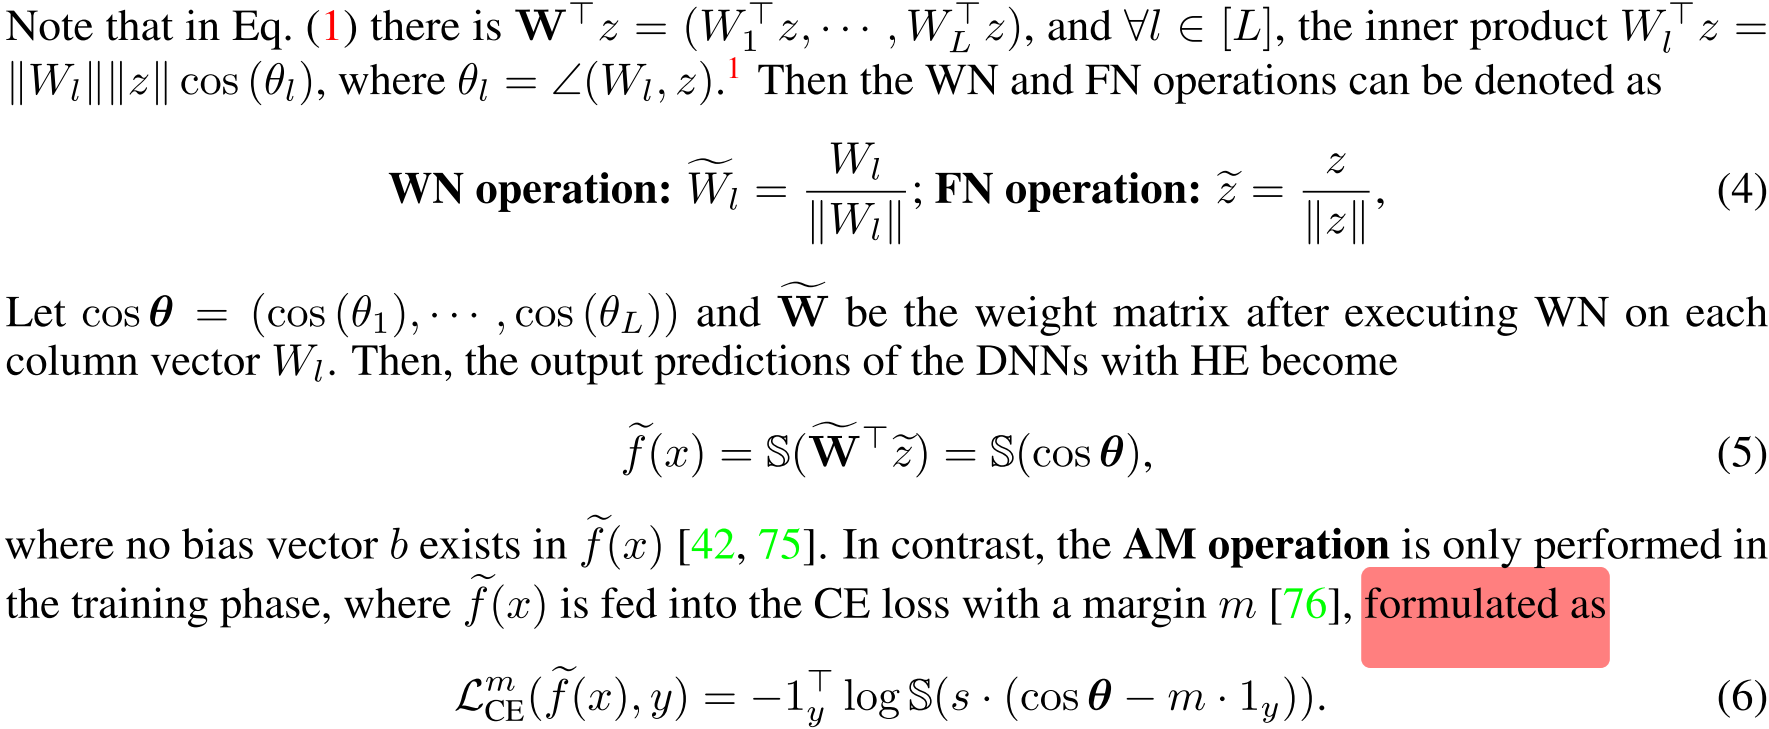 Note that in Eq. (1) there is $\mathbf{W}^\top z = (W_1^\top z, \cdots, W_L^\top z)$, and $\forall l \in [L]$, the inner product $W_l^\top z =$
$\|W_l\|\|z\| \cos(\theta_l)$, where $\theta_l = \angle(W_l, z)$.$^1$ Then the WN and FN operations can be denoted as
**WN operation:** $\widetilde{W}_l = \frac{W_l}{\|W_l\|}$; **FN operation:** $\widetilde{z} = \frac{z}{\|z\|}$, (4)
Let $\cos\boldsymbol{\theta} = (\cos(\theta_1), \cdots, \cos(\theta_L))$ and $\widetilde{\mathbf{W}}$ be the weight matrix after executing WN on each
column vector $W_l$. Then, the output predictions of the DNNs with HE become
$\widetilde{f}(x) = \mathbb{S}(\widetilde{\mathbf{W}}^\top \widetilde{z}) = \mathbb{S}(\cos\boldsymbol{\theta})$, (5)
where no bias vector $b$ exists in $\widetilde{f}(x)$ [42, 75]. In contrast, the **AM operation** is only performed in
the training phase, where $\widetilde{f}(x)$ is fed into the CE loss with a margin $m$ [76], formulated as
$\mathcal{L}_{\text{CE}}^m(\widetilde{f}(x), y) = -1_y^\top \log \mathbb{S}(s \cdot (\cos\boldsymbol{\theta} - m \cdot 1_y))$. (6)